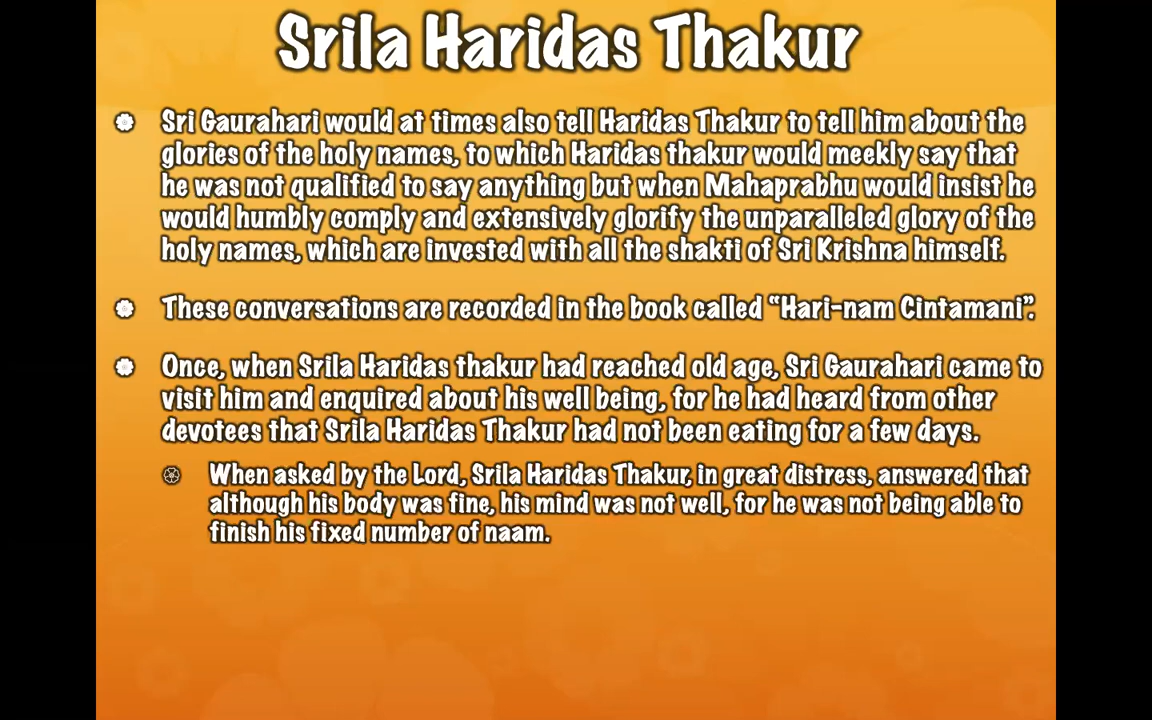 Srila Haridas Thakur
Sri Gaurahari would at times also tell Haridas Thakur to tell him about the
glories of the holy names, to which Haridas thakur would meekly say that
he was not qualified to say anything but when Mahaprabhu would insist he
would humbly comply and extensively glorify the unparalleled glory of the
holy names, which are invested with all the shakti of Sri Krishna himself.
These conversations are recorded in the book called “Hari-nam Cintamani”.
Once, when Srila Haridas thakur had reached old age, Sri Gaurahari came to
visit him and enquired about his well being, for he had heard from other
devotees that Srila Haridas Thakur had not been eating for a few days.
When asked by the Lord, Srila Haridas Thakur, in great distress, answered that
although his body was fine, his mind was not well, for he was not being able to
finish his fixed number of naam.